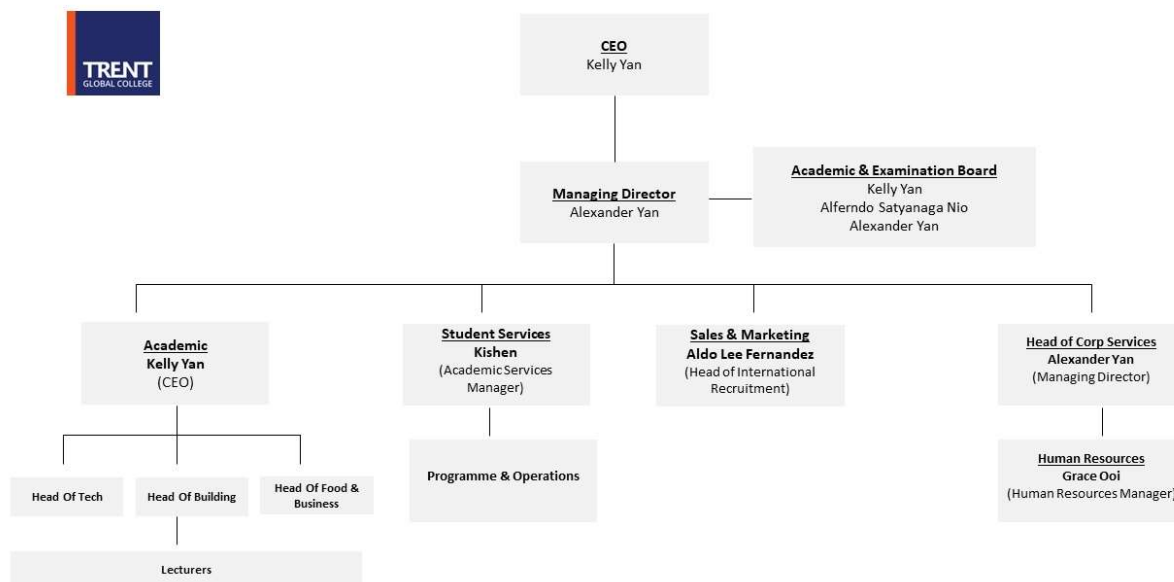 TRENT
GLOBAL COLLEGE
CEO
Kelly Yan
Managing Director
Alexander Yan
Academic & Examination Board
Kelly Yan
Alferndo Satyanaga Nio
Alexander Yan
Academic
Kelly Yan
(CEO)
Student Services
Kishen
(Academic Services
Manager)
Sales & Marketing
Aldo Lee Fernandez
(Head of International
Recruitment)
Head of Corp Services
Alexander Yan
(Managing Director)
Head Of Tech
Head Of Building
Head Of Food &
Business
Programme & Operations
Human Resources
Grace Ooi
(Human Resources Manager)
Lecturers